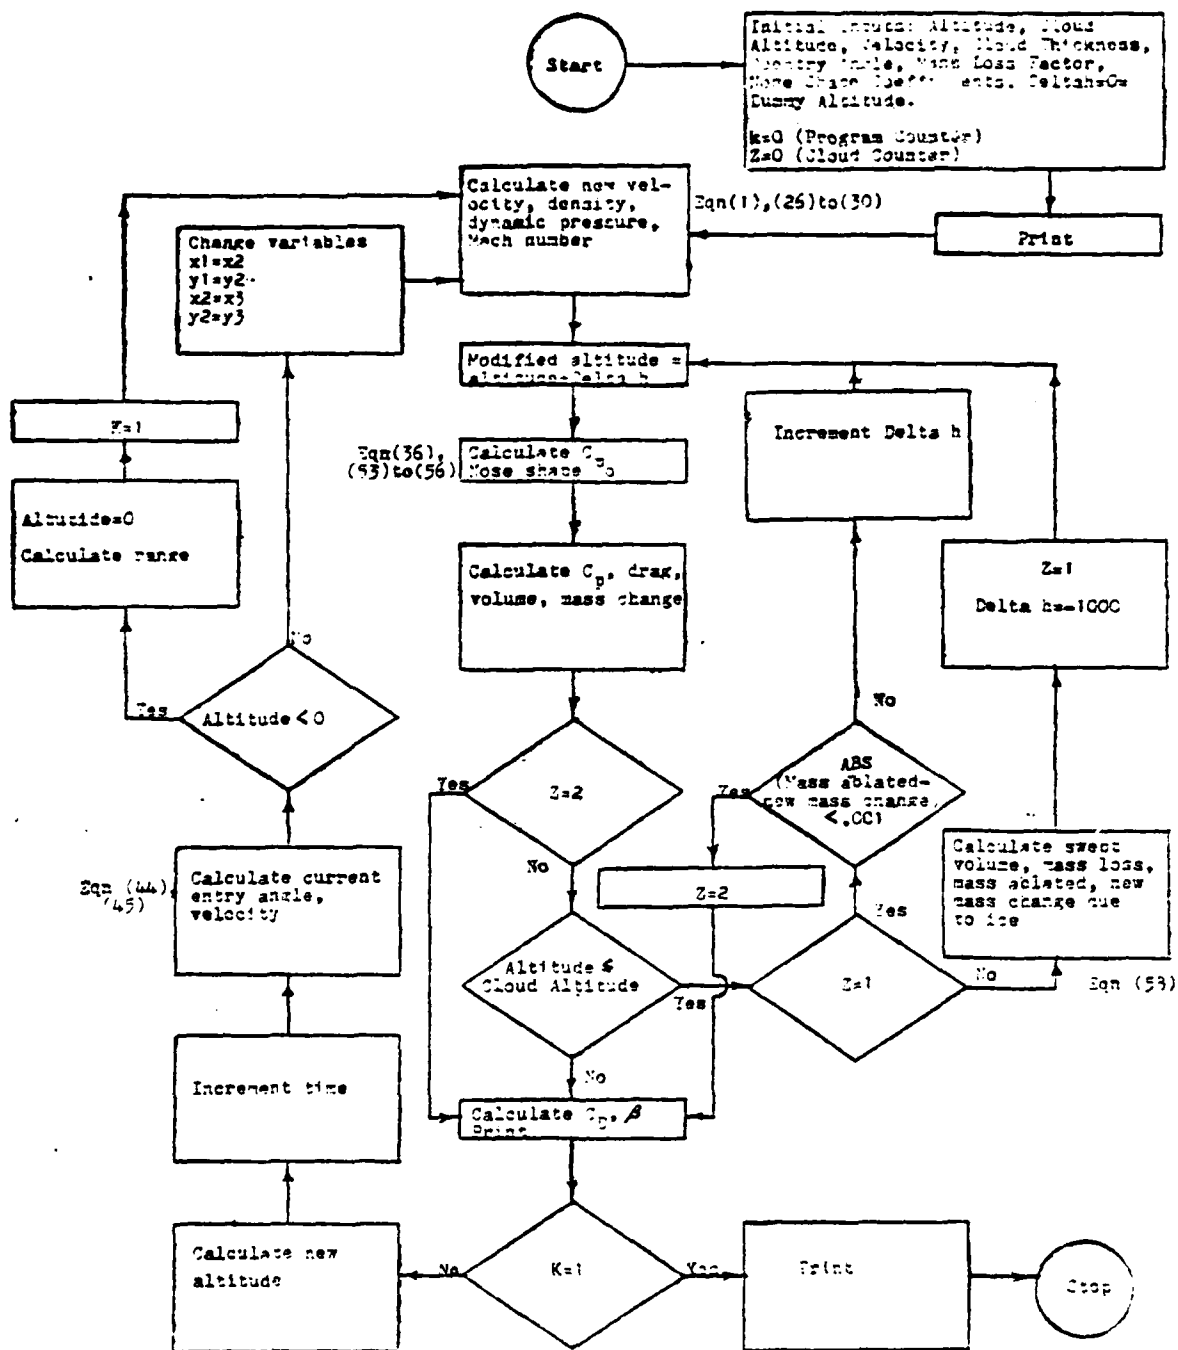 Start
Initial Inputs: Altitude, Cloud
Altitude, Velocity, Cloud Thickness,
Reentry Angle, Mass Loss Factor,
Nose Shape Coefficients. Deltah=0=
Dummy Altitude.
k=0 (Program Counter)
Z=0 (Cloud Counter)
Print
Eqn(1),(26)to(30)
Calculate new vel-
ocity, density,
dynamic pressure,
Mach number
Change variables
x1=x2
y1=y2
x2=x3
y2=y3
Modified altitude =
altitude-Delta h
K=1
Increment Delta h
Eqn(36),
(53)to(56)
Calculate C
Nose shape
Altutide=0
Calculate range
Calculate Cp, drag,
volume, mass change
Z=1
Delta h=-1000
No
Yes
Altitude < 0
No
Yes
Z=2
ABS
(Mass ablated-
new mass change)
<.001
Yes
No
Z=2
Eqn (44)
(45)
Calculate current
entry angle,
velocity
Calculate swept
volume, mass loss,
mass ablated, new
mass change due
to ice
Yes
Altitude ≤
Cloud Altitude
Yes
Z=1
No
Eqn (58)
Increment time
No
Calculate C , β
Print
Calculate new
altitude
No
K=1
Yes
Print
Stop